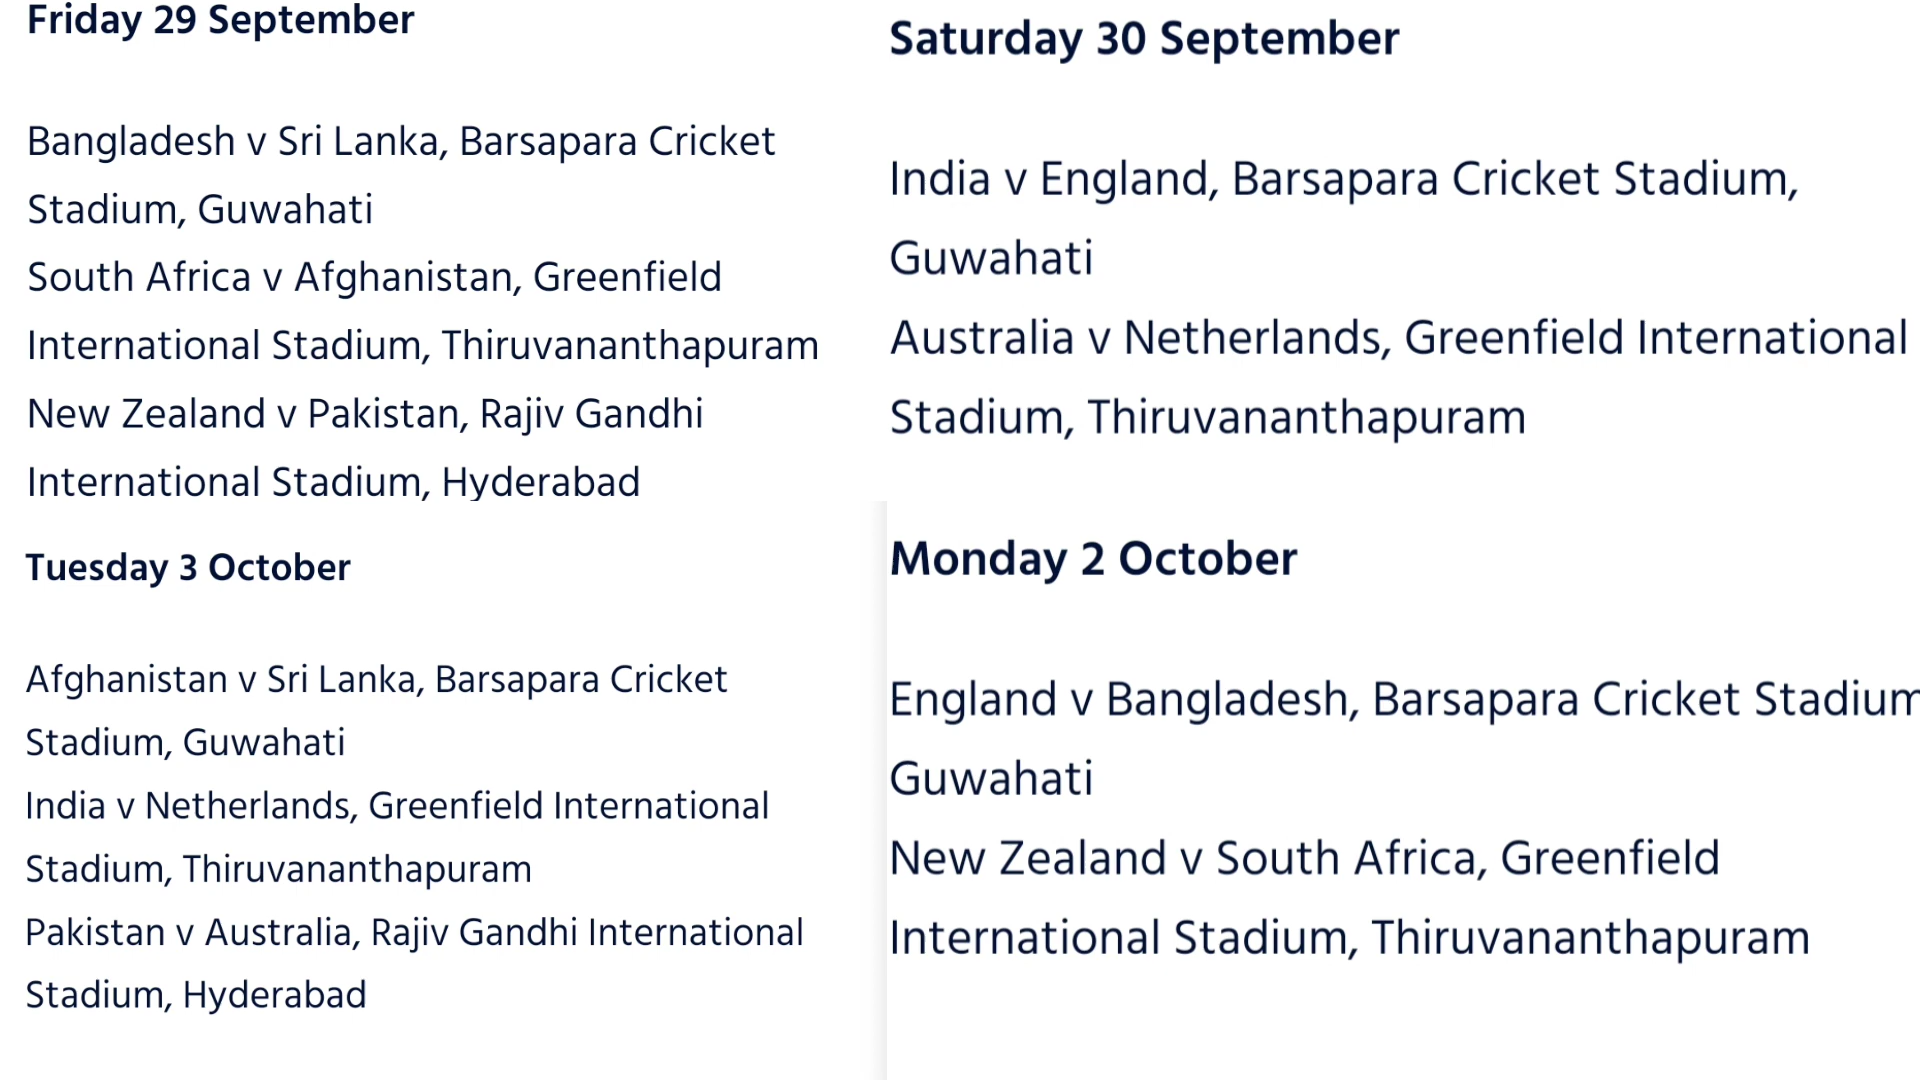 Friday 29 September
Bangladesh v Sri Lanka, Barsapara Cricket
Stadium, Guwahati
South Africa v Afghanistan, Greenfield
International Stadium, Thiruvananthapuram
New Zealand v Pakistan, Rajiv Gandhi
International Stadium, Hyderabad
Saturday 30 September
India v England, Barsapara Cricket Stadium,
Guwahati
Australia v Netherlands, Greenfield International
Stadium, Thiruvananthapuram
Tuesday 3 October
Afghanistan v Sri Lanka, Barsapara Cricket
Stadium, Guwahati
India v Netherlands, Greenfield International
Stadium, Thiruvananthapuram
Pakistan v Australia, Rajiv Gandhi International
Stadium, Hyderabad
Monday 2 October
England v Bangladesh, Barsapara Cricket Stadium
Guwahati
New Zealand v South Africa, Greenfield
International Stadium, Thiruvananthapuram